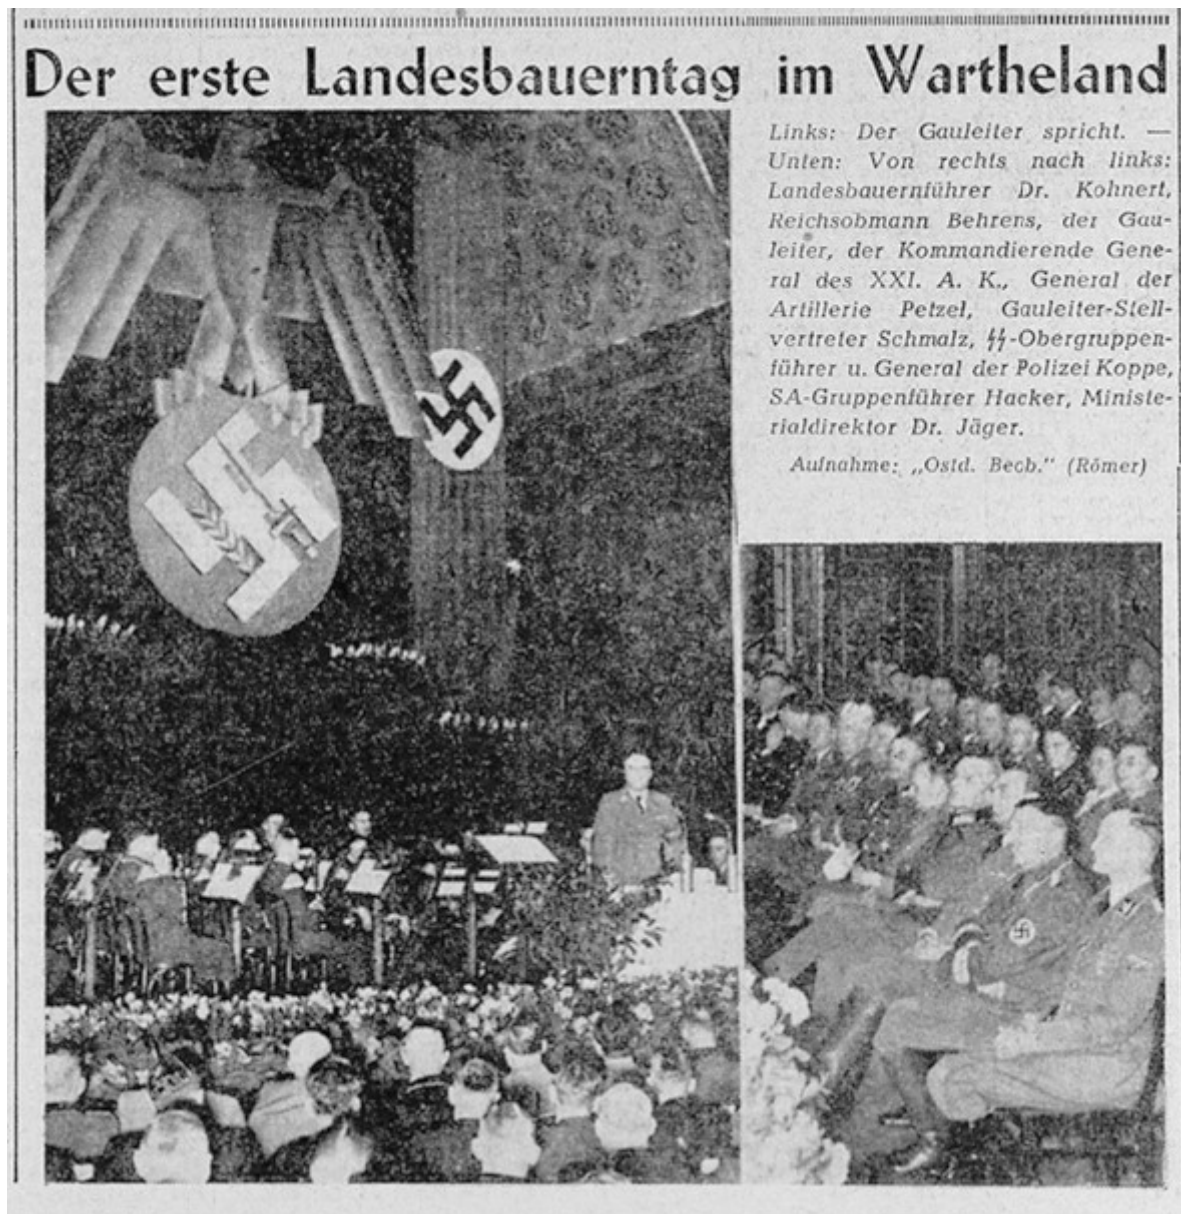 Der erste Landesbauerntag im Wartheland
Links: Der Gauleiter spricht. —
Unten: Von rechts nach links:
Landesbauernführer Dr. Kohnert,
Reichsobmann Behrens, der Gau-
leiter, der Kommandierende Gene-
ral des XXI. A. K., General der
Artillerie Petzel, Gauleiter-Stell-
vertreter Schmalz, SS-Obergruppen-
führer u. General der Polizei Koppe,
SA-Gruppenführer Hacker, Ministe-
rialdirektor Dr. Jäger.
Aufnahme: „Ostd. Beob." (Römer)